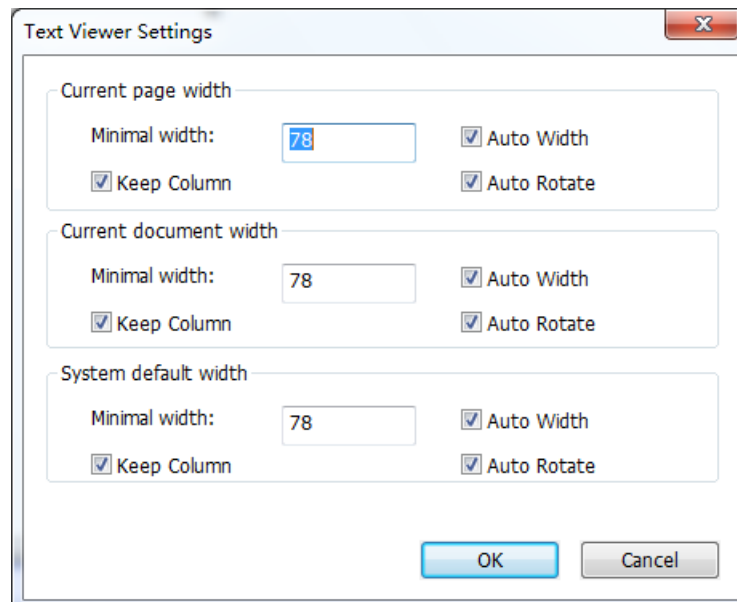 Text Viewer Settings
Current page width
Minimal width: 78 Auto Width
Keep Column Auto Rotate
Current document width
Minimal width: 78 Auto Width
Keep Column Auto Rotate
System default width
Minimal width: 78 Auto Width
Keep Column Auto Rotate
OK Cancel